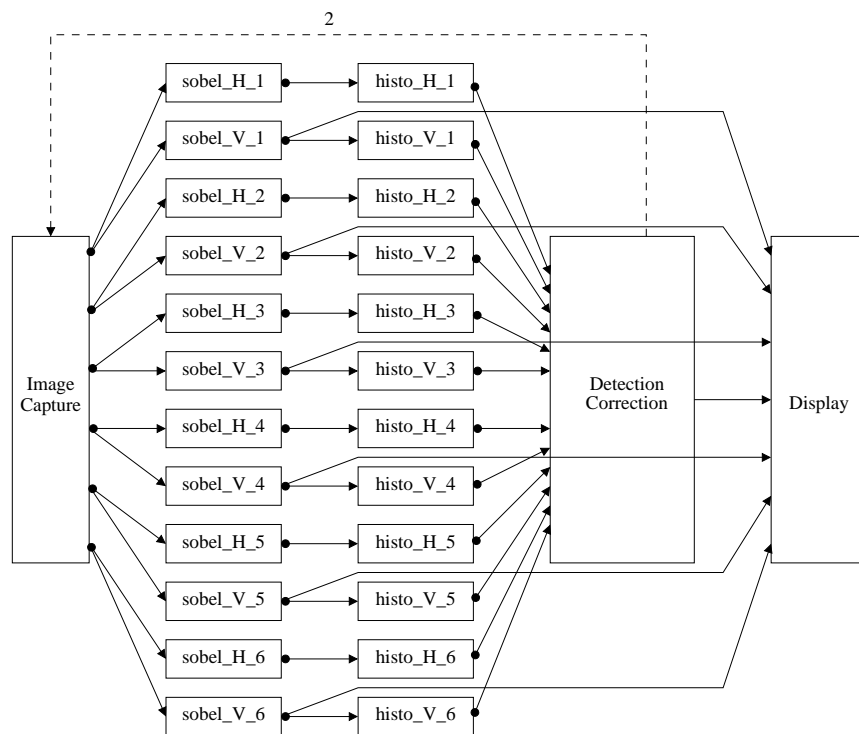 2
sobel_H_1
histo_H_1
sobel_V_1
histo_V_1
sobel_H_2
histo_H_2
sobel_V_2
histo_V_2
sobel_H_3
histo_H_3
sobel_V_3
histo_V_3
Image
Capture
Detection
Correction
Display
sobel_H_4
histo_H_4
sobel_V_4
histo_V_4
sobel_H_5
histo_H_5
sobel_V_5
histo_V_5
sobel_H_6
histo_H_6
sobel_V_6
histo_V_6